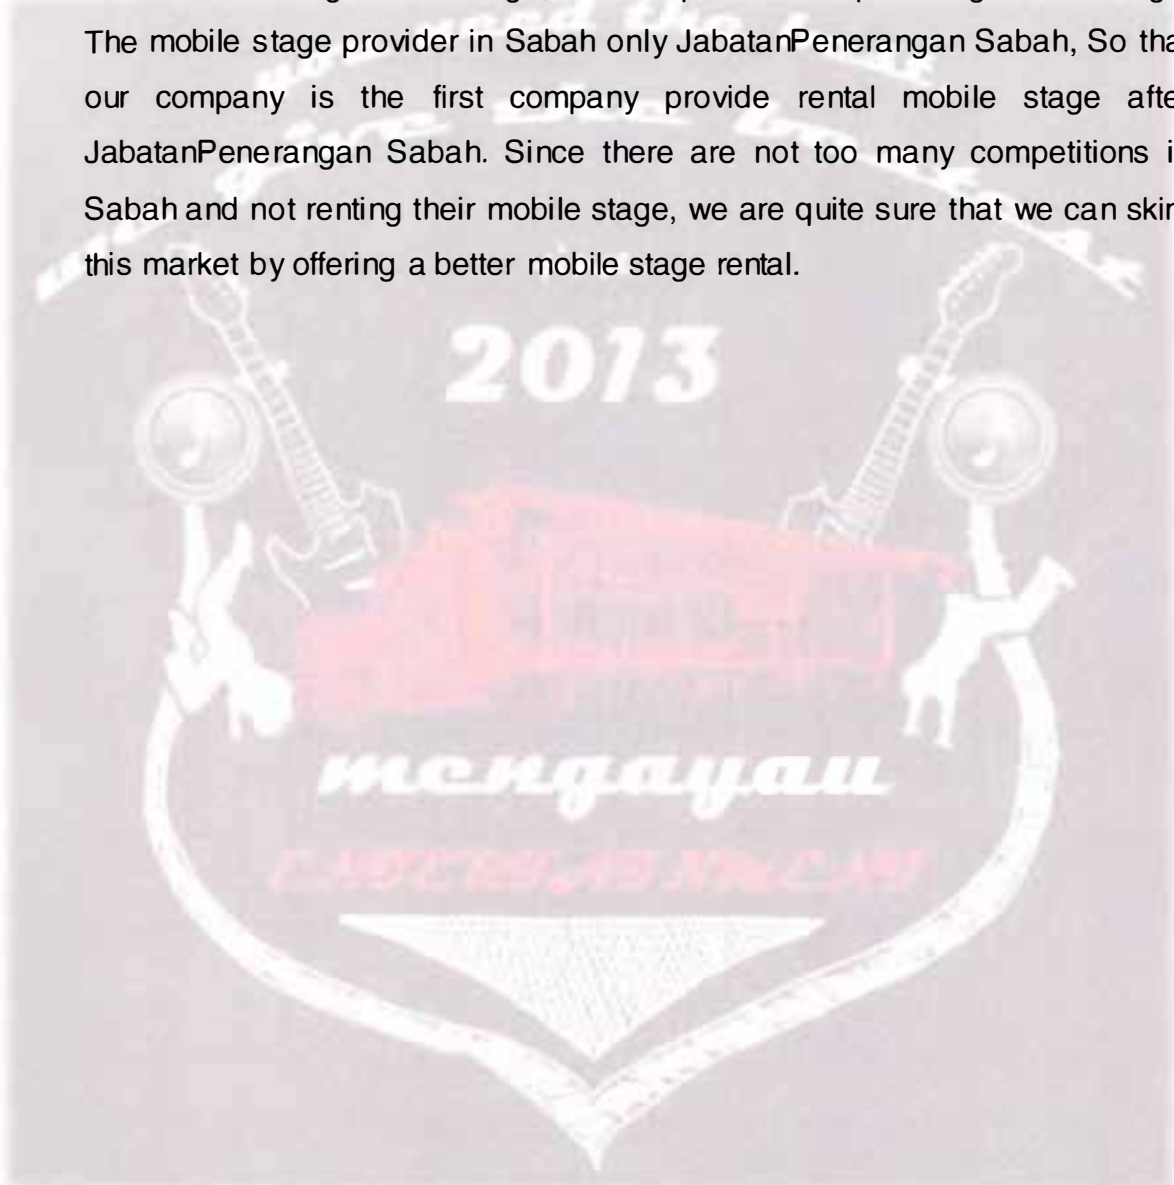 The mobile stage provider in Sabah only JabatanPenerangan Sabah, So tha
our company is the first company provide rental mobile stage afte
JabatanPenerangan Sabah. Since there are not too many competitions i
Sabah and not renting their mobile stage, we are quite sure that we can skin
this market by offering a better mobile stage rental.
2013
mengayau